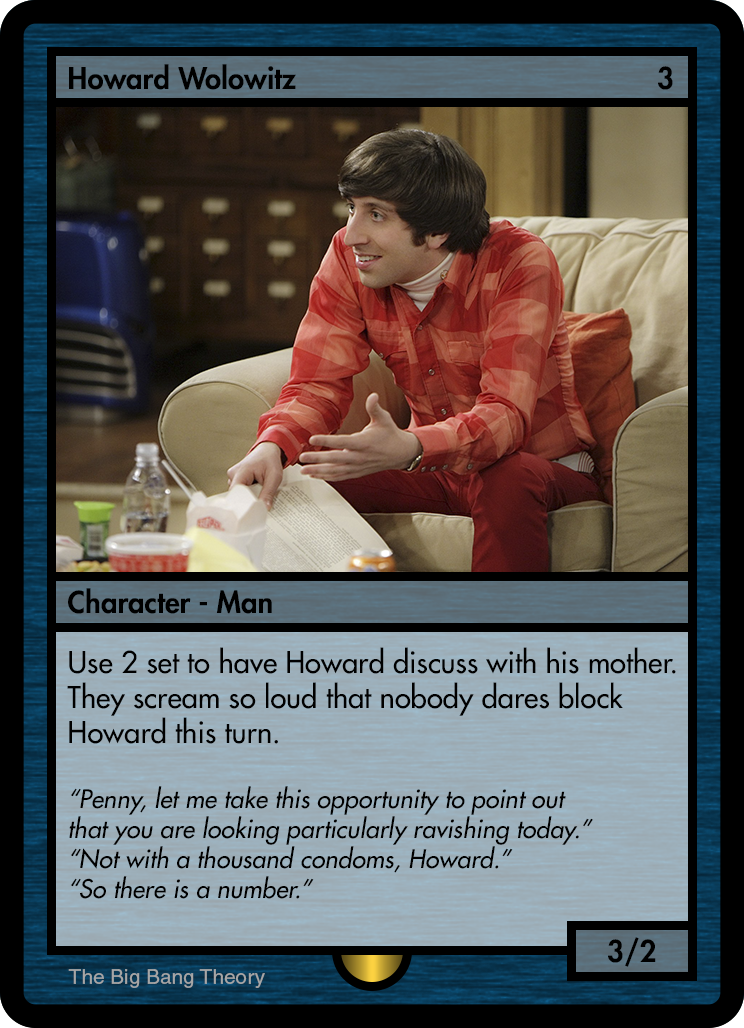 Howard Wolowitz 3
Character - Man
Use 2 set to have Howard discuss with his mother.
They scream so loud that nobody dares block
Howard this turn.
“Penny, let me take this opportunity to point out
that you are looking particularly ravishing today.”
“Not with a thousand condoms, Howard.”
“So there is a number.”
3/2
The Big Bang Theory